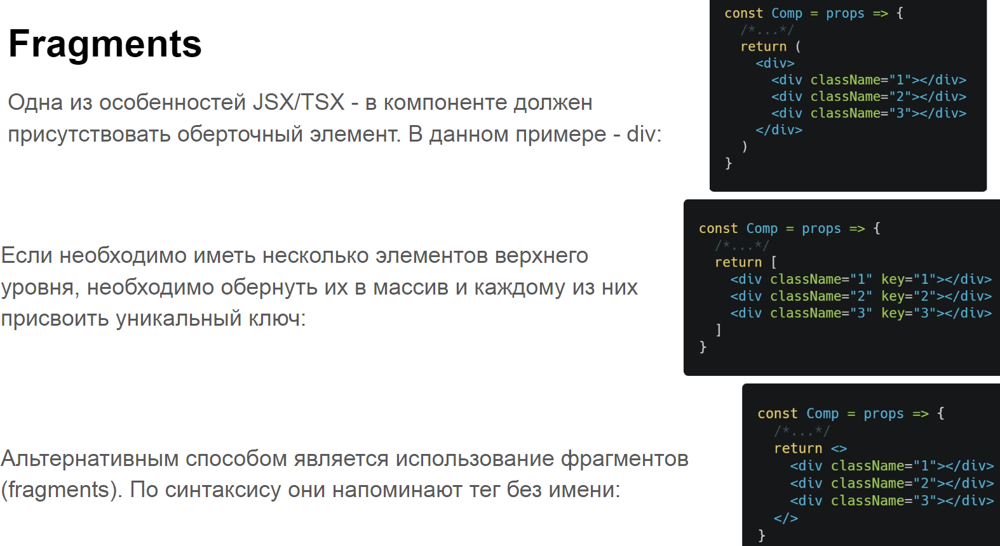 Fragments
Одна из особенностей JSX/TSX - в компоненте должен
присутствовать оберточный элемент. В данном примере - div:
const Comp = props => {
  /*...*/
  return (
    <div>
      <div className="1"></div>
      <div className="2"></div>
      <div className="3"></div>
    </div>
  )
}
Если необходимо иметь несколько элементов верхнего
уровня, необходимо обернуть их в массив и каждому из них
присвоить уникальный ключ:
const Comp = props => {
  /*...*/
  return [
    <div className="1" key="1"></div>
    <div className="2" key="2"></div>
    <div className="3" key="3"></div>
  ]
}
Альтернативным способом является использование фрагментов
(fragments). По синтаксису они напоминают тег без имени:
const Comp = props => {
  /*...*/
  return <>
    <div className="1"></div>
    <div className="2"></div>
    <div className="3"></div>
  </>
}